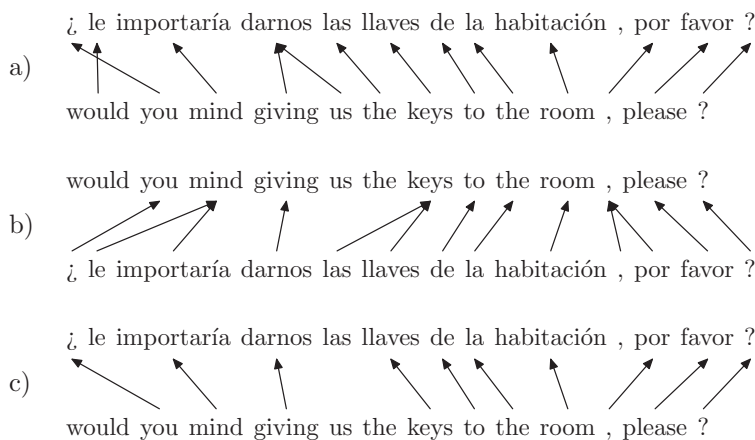 ¿ le importaría darnos las llaves de la habitación , por favor ?
a)
would you mind giving us the keys to the room , please ?
would you mind giving us the keys to the room , please ?
b)
¿ le importaría darnos las llaves de la habitación , por favor ?
¿ le importaría darnos las llaves de la habitación , por favor ?
c)
would you mind giving us the keys to the room , please ?